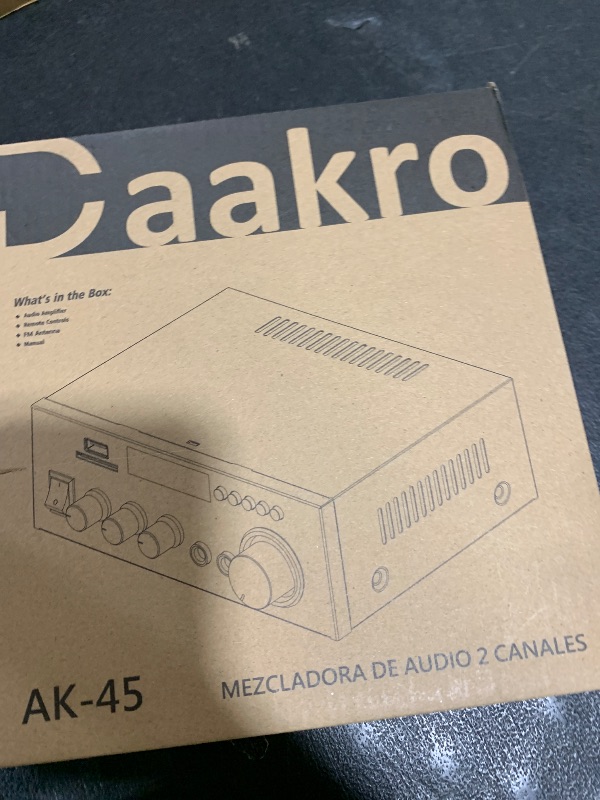 Daakro
What's in the Box:
Audio Amplifier
Remote Controls
FM Antenna
Manual
AK-45
MEZCLADORA DE AUDIO 2 CANALES